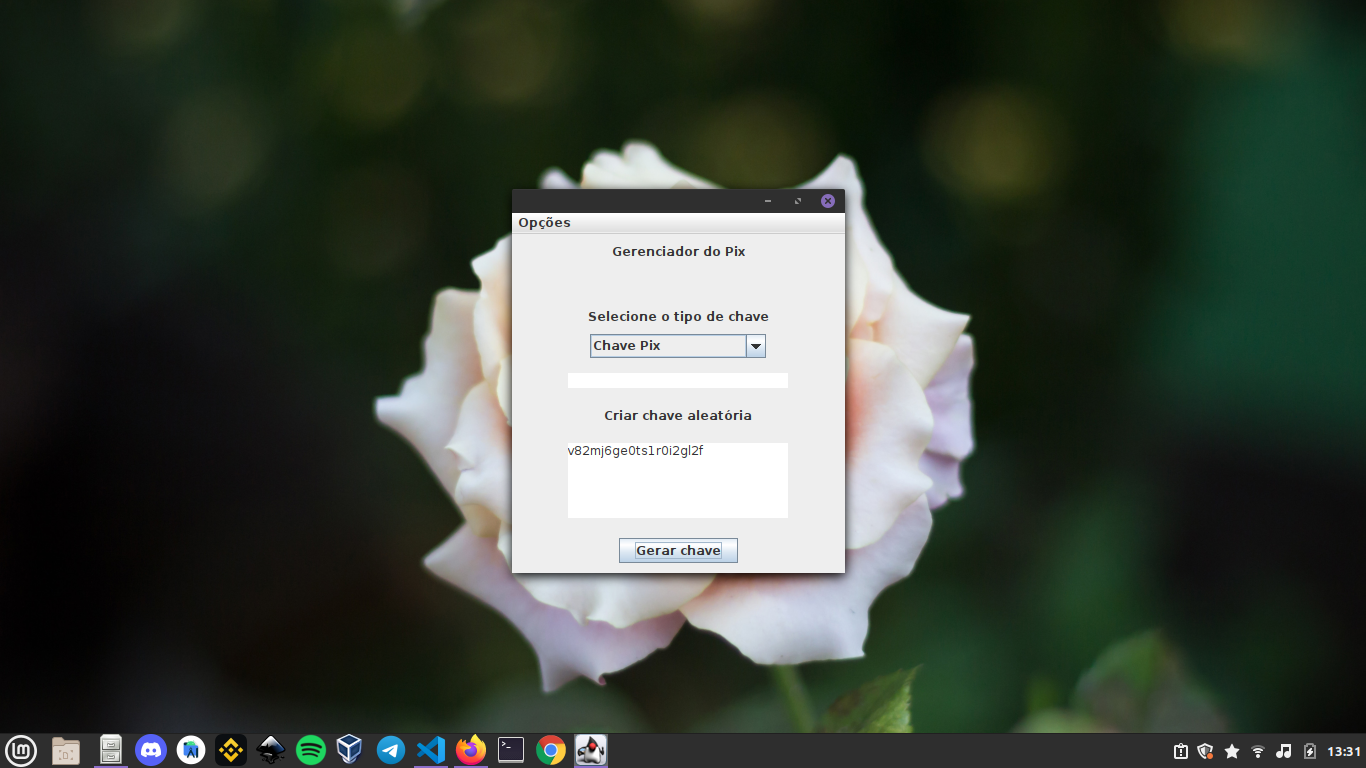 Opções
Gerenciador do Pix
Selecione o tipo de chave
Chave Pix
Criar chave aleatória
v82mj6ge0ts1r0i2gl2f
Gerar chave
13:31